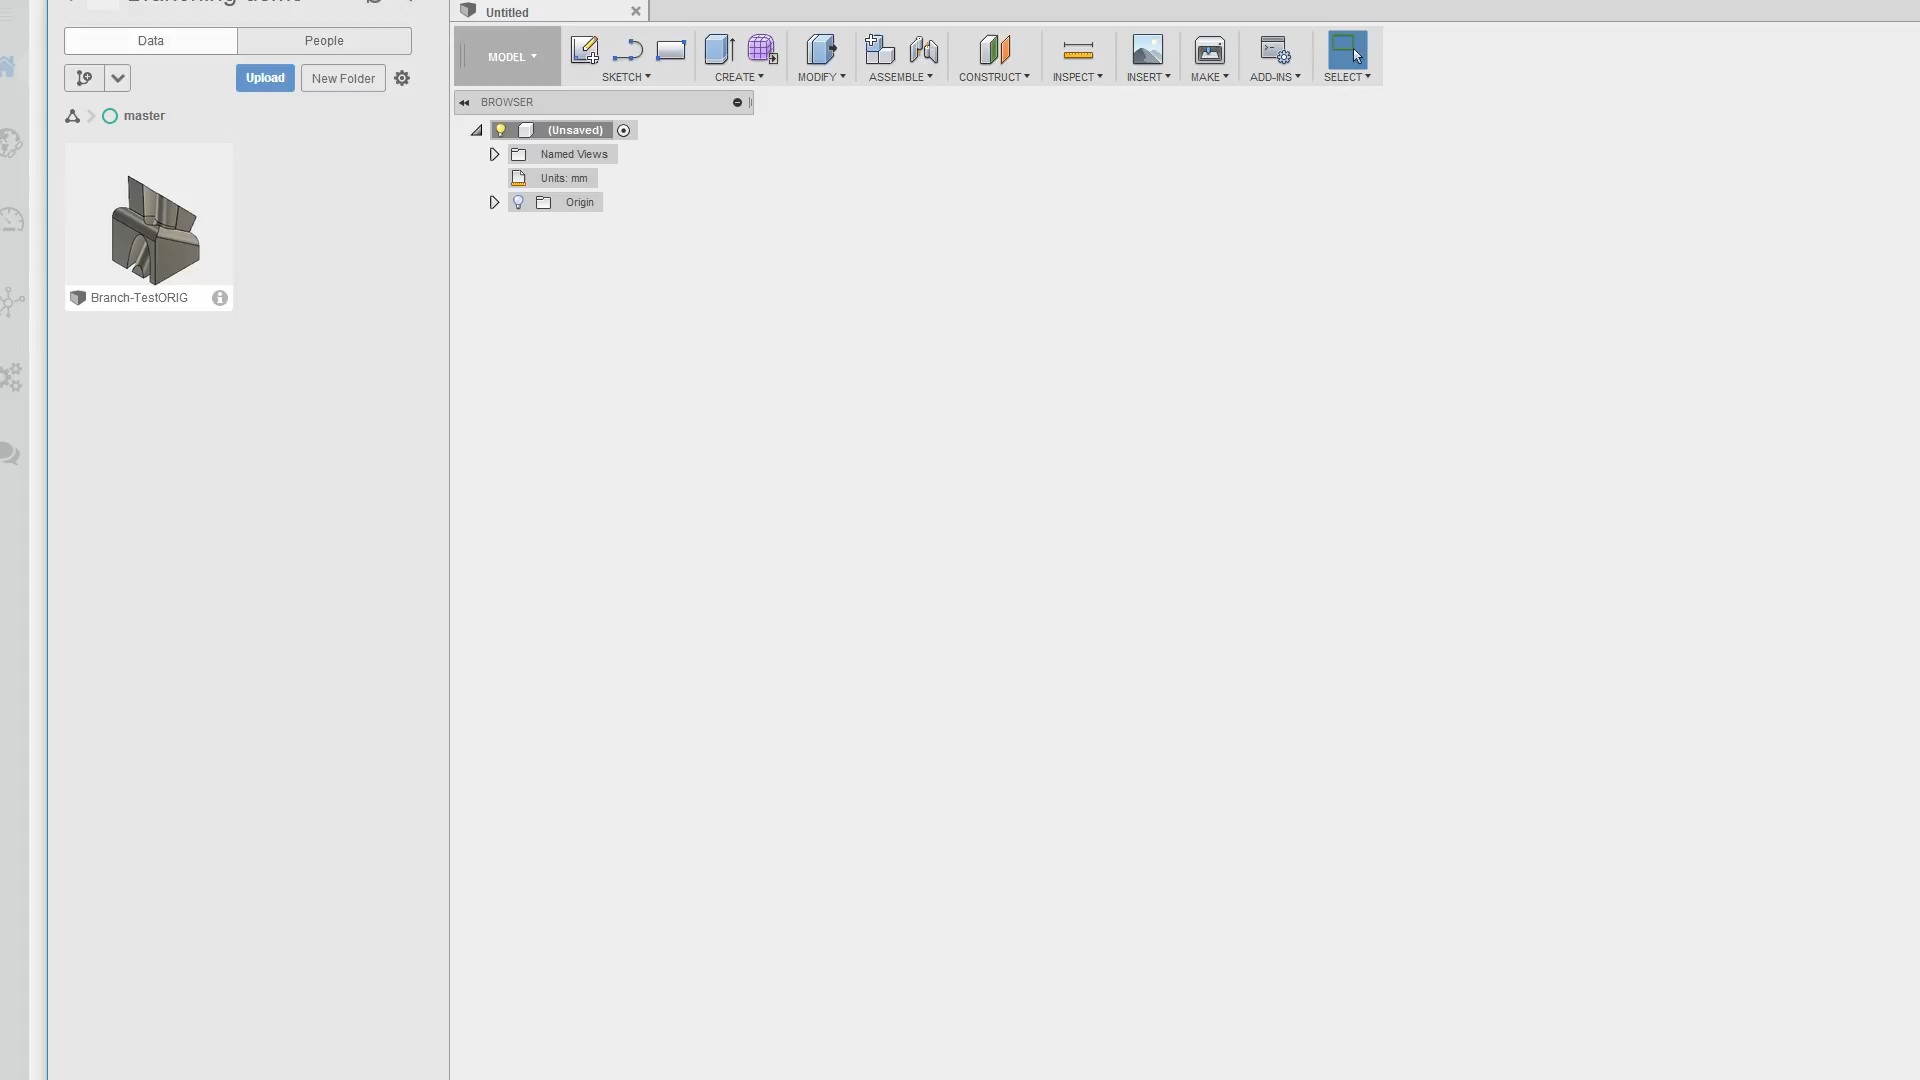 Untitled
Data
People
Upload
New Folder
master
Branch-TestORIG
MODEL
SKETCH
CREATE
MODIFY
ASSEMBLE
CONSTRUCT
INSPECT
INSERT
MAKE
ADD-INS
SELECT
BROWSER
(Unsaved)
Named Views
Units: mm
Origin